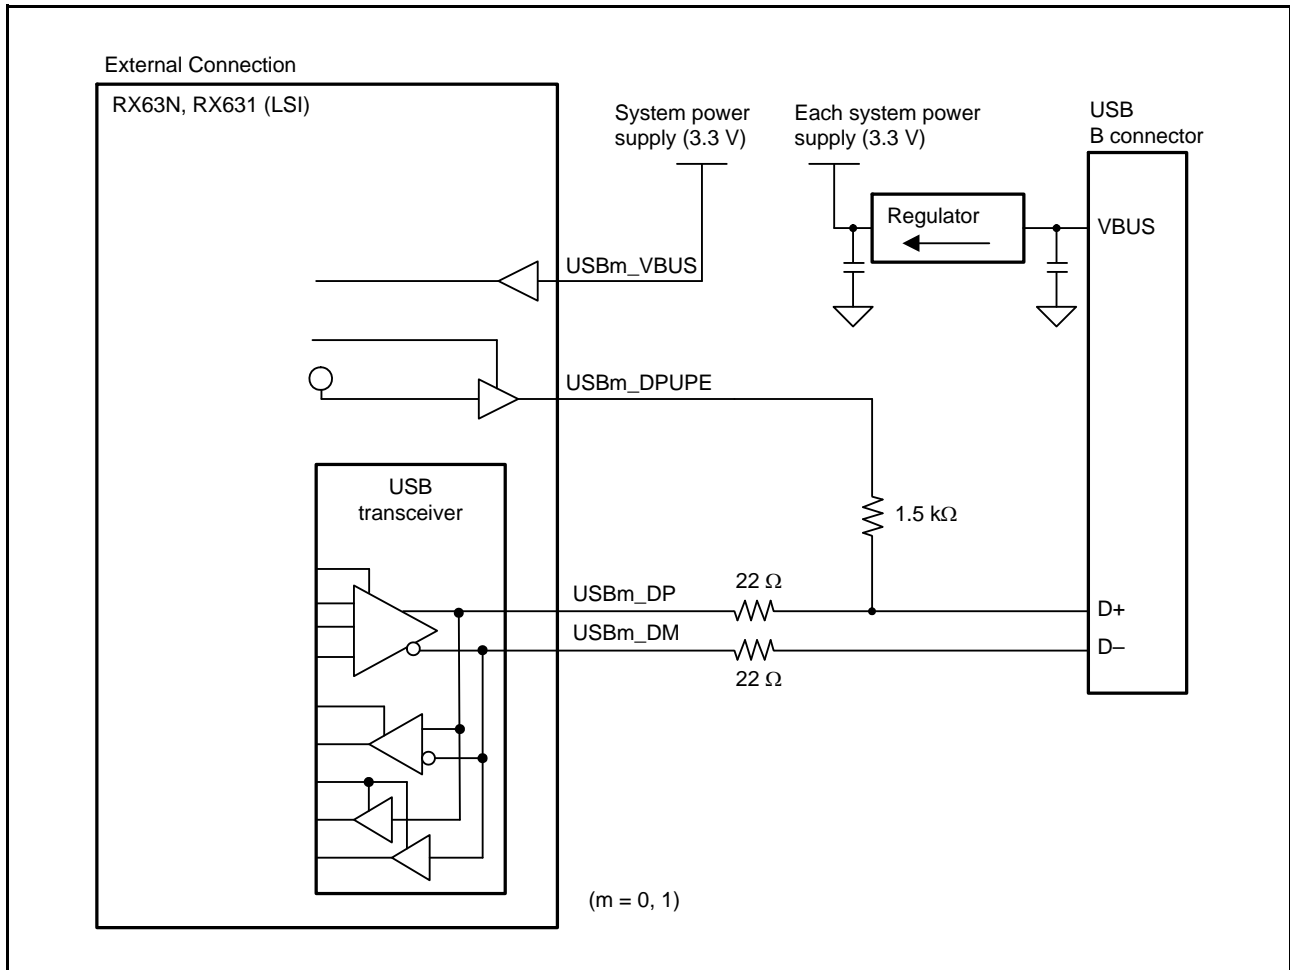 External Connection
RX63N, RX631 (LSI)
System power
supply (3.3 V)
Each system power
supply (3.3 V)
USB
B connector
Regulator
VBUS
USBm_VBUS
USBm_DPUPE
USB
transceiver
1.5 kΩ
22 Ω
USBm_DP
D+
USBm_DM
D–
22 Ω
(m = 0, 1)